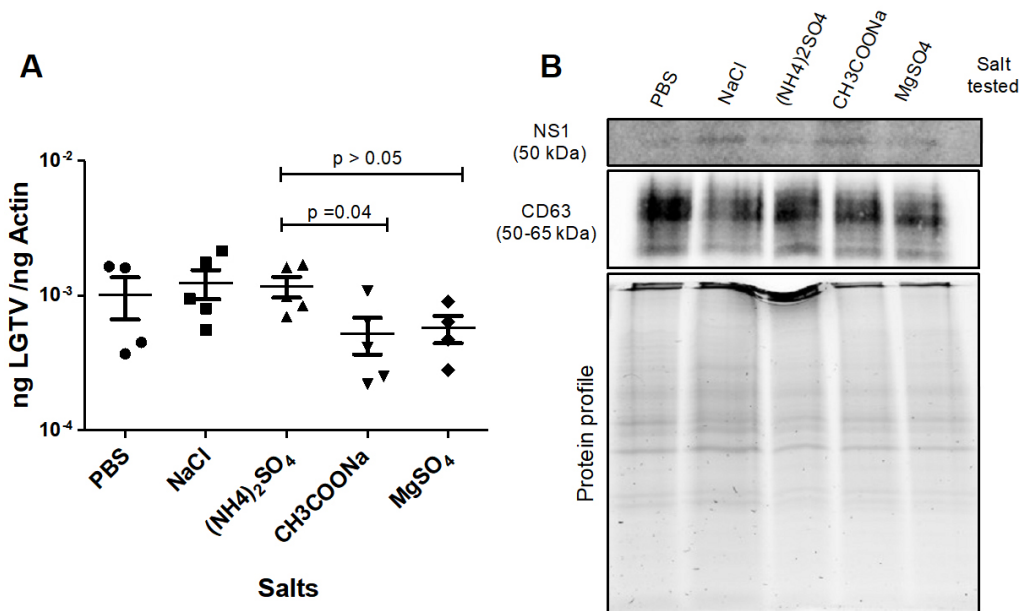 A
ng LGTV /ng Actin
10-2
10-3
10-4
p > 0.05
p =0.04
PBS
NaCl
(NH4)2SO4
CH3COONa
MgSO4
Salts
B
PBS
NaCl
(NH4)2SO4
CH3COONa
MgSO4
Salt
tested
NS1
(50 kDa)
CD63
(50-65 kDa)
Protein profile